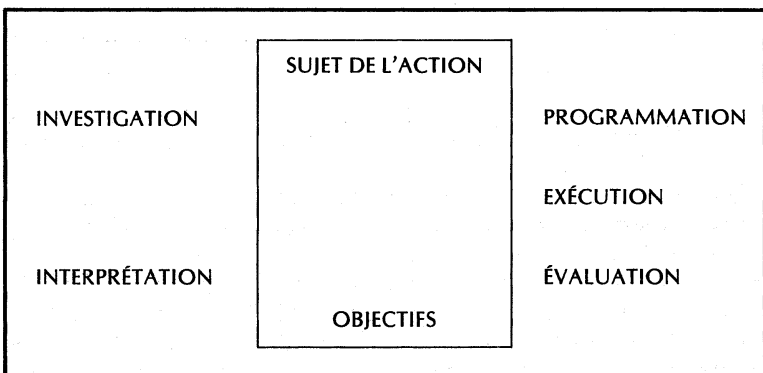 SUJET DE L'ACTION
INVESTIGATION
PROGRAMMATION
EXÉCUTION
INTERPRÉTATION
ÉVALUATION
OBJECTIFS